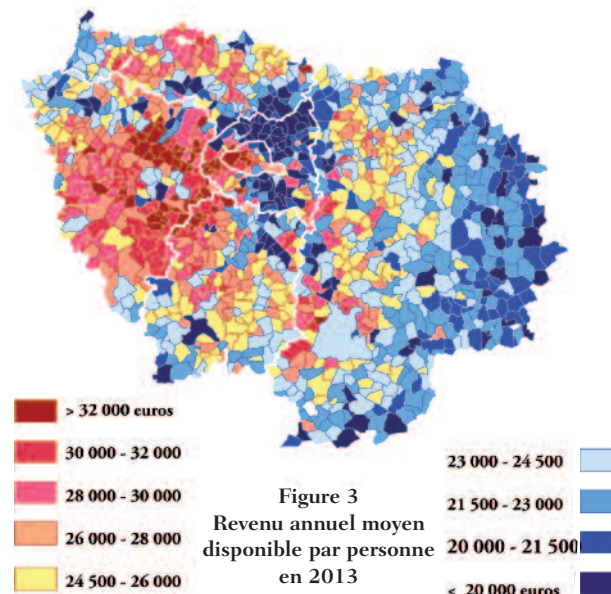 > 32 000 euros
30 000 - 32 000
28 000 - 30 000
26 000 - 28 000
24 500 - 26 000
Figure 3
Revenu annuel moyen
disponible par personne
en 2013
23 000 - 24 500
21 500 - 23 000
20 000 - 21 500
< 20 000 euros